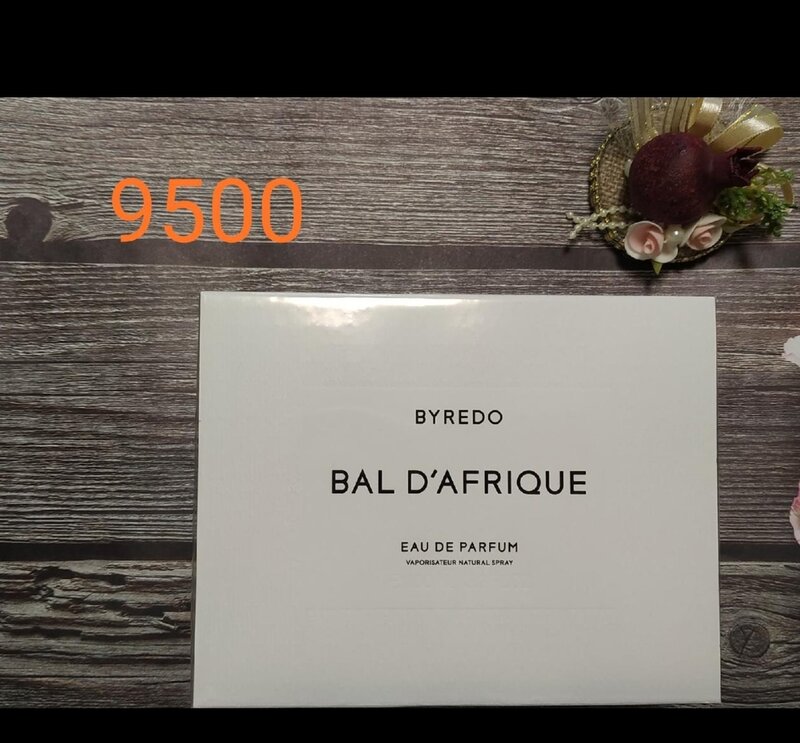 9500
BYREDO
BAL D'AFRIQUE
EAU DE PARFUM
VAPORISATEUR NATURAL SPRAY